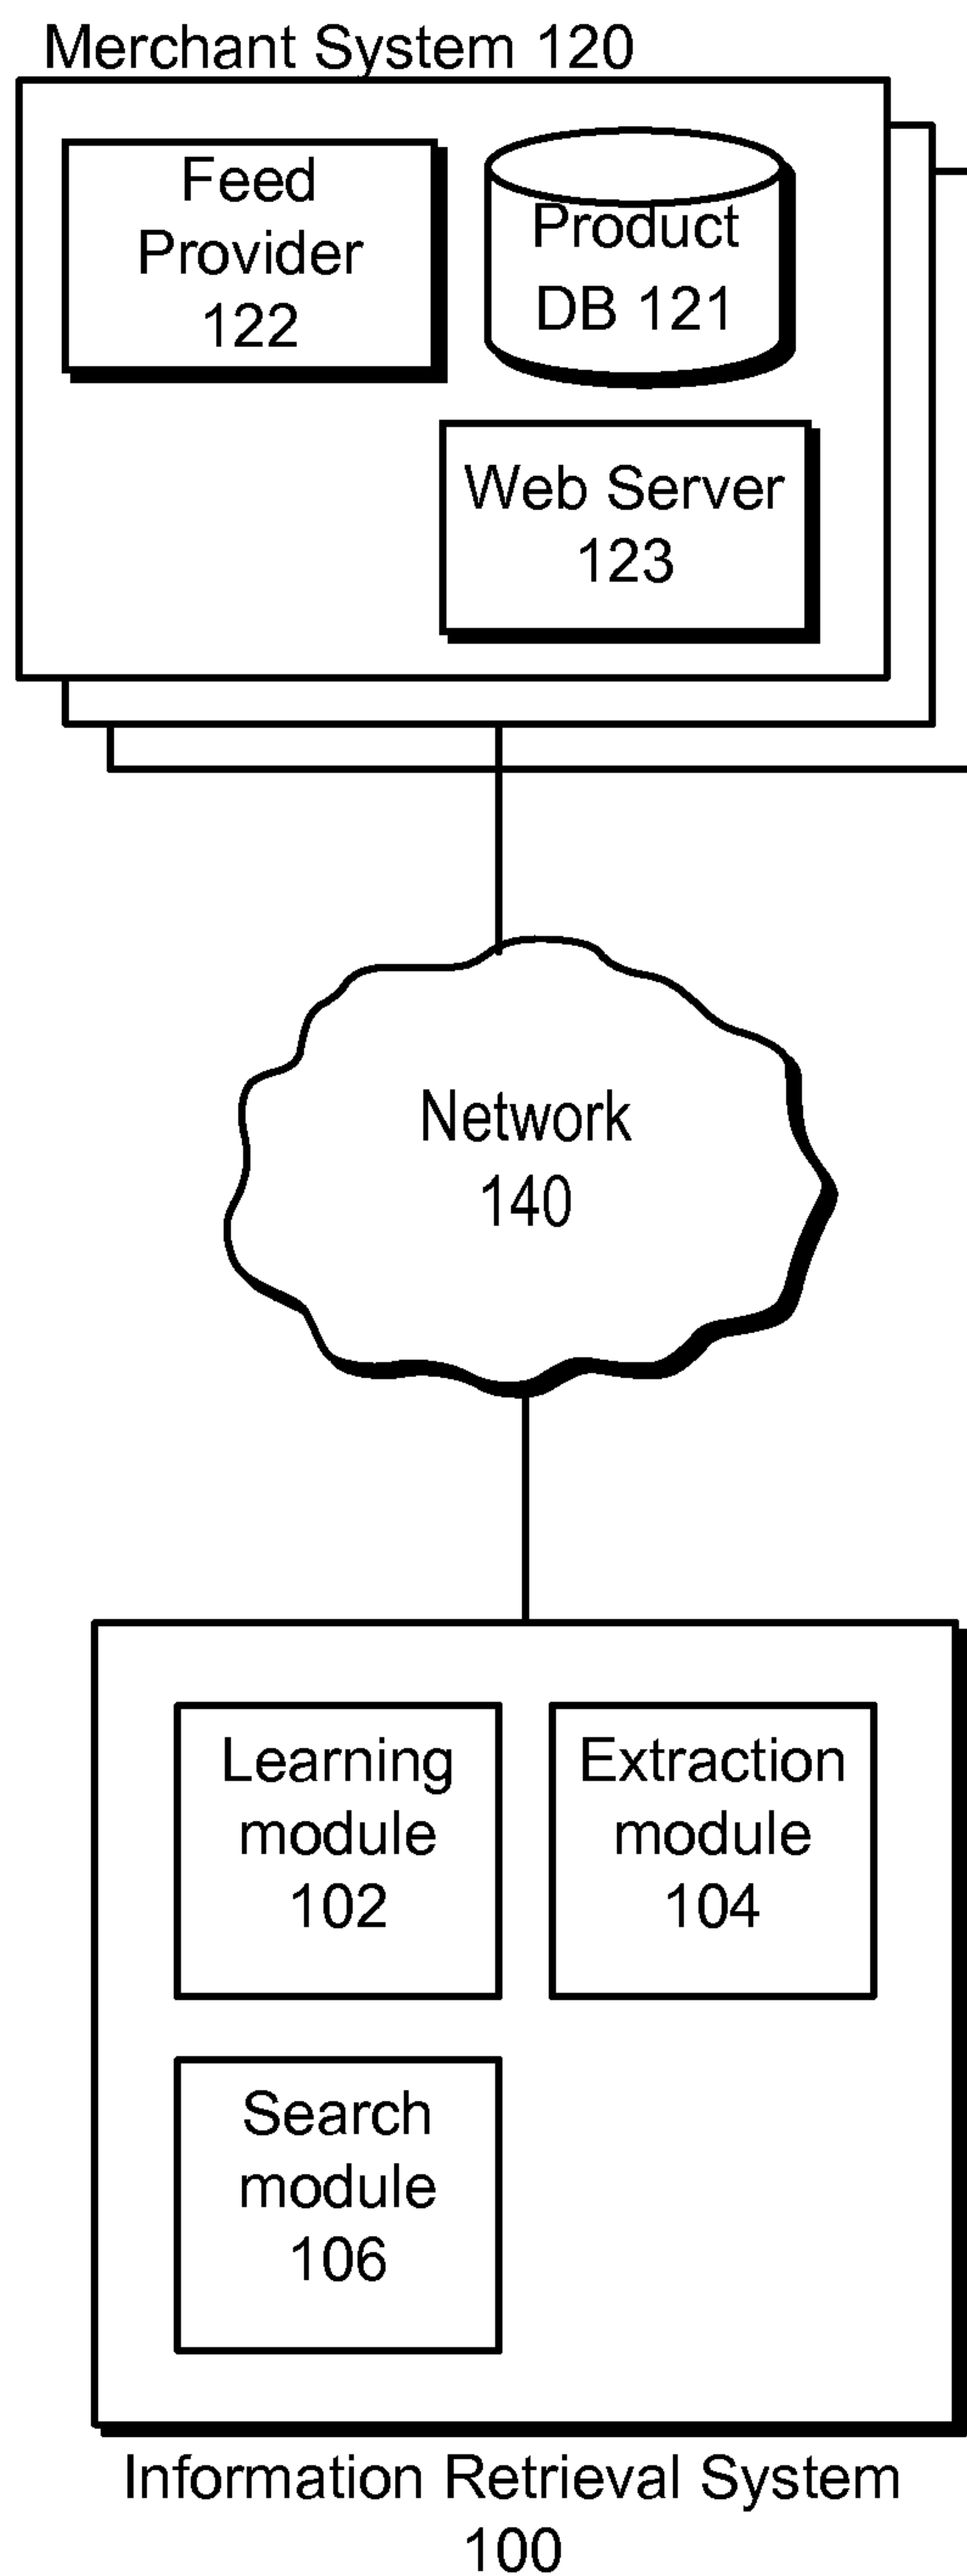 Merchant System 120
Feed
Provider
122
Product
DB 121
Web Server
123
Network
140
Learning
module
102
Extraction
module
104
Search
module
106
Information Retrieval System
100